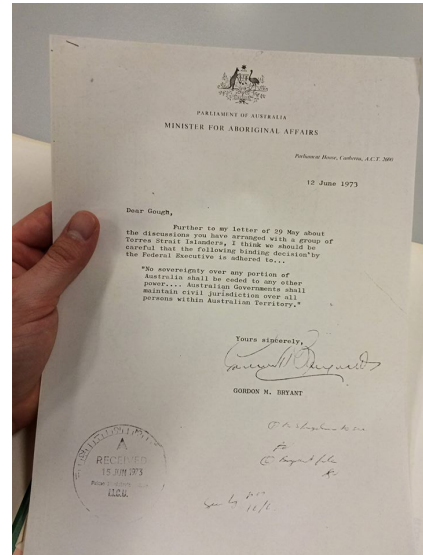 PARLIAMENT OF AUSTRALIA
MINISTER FOR ABORIGINAL AFFAIRS
Parliament House, Canberra, A.C.T. 2600
12 June 1973
Dear Gough,
Further to my letter of 29 May about
the discussions you have arranged with a group of
Torres Strait Islanders, I think we should be
careful that the following binding decision by
the Federal Executive is adhered to...
"No sovereignty over any portion of
Australia shall be ceded to any other
power.... Australian Governments shall
maintain civil jurisdiction over all
persons within Australian Territory."
Yours sincerely,
GORDON M. BRYANT
RECEIVED
15 JUN 1973